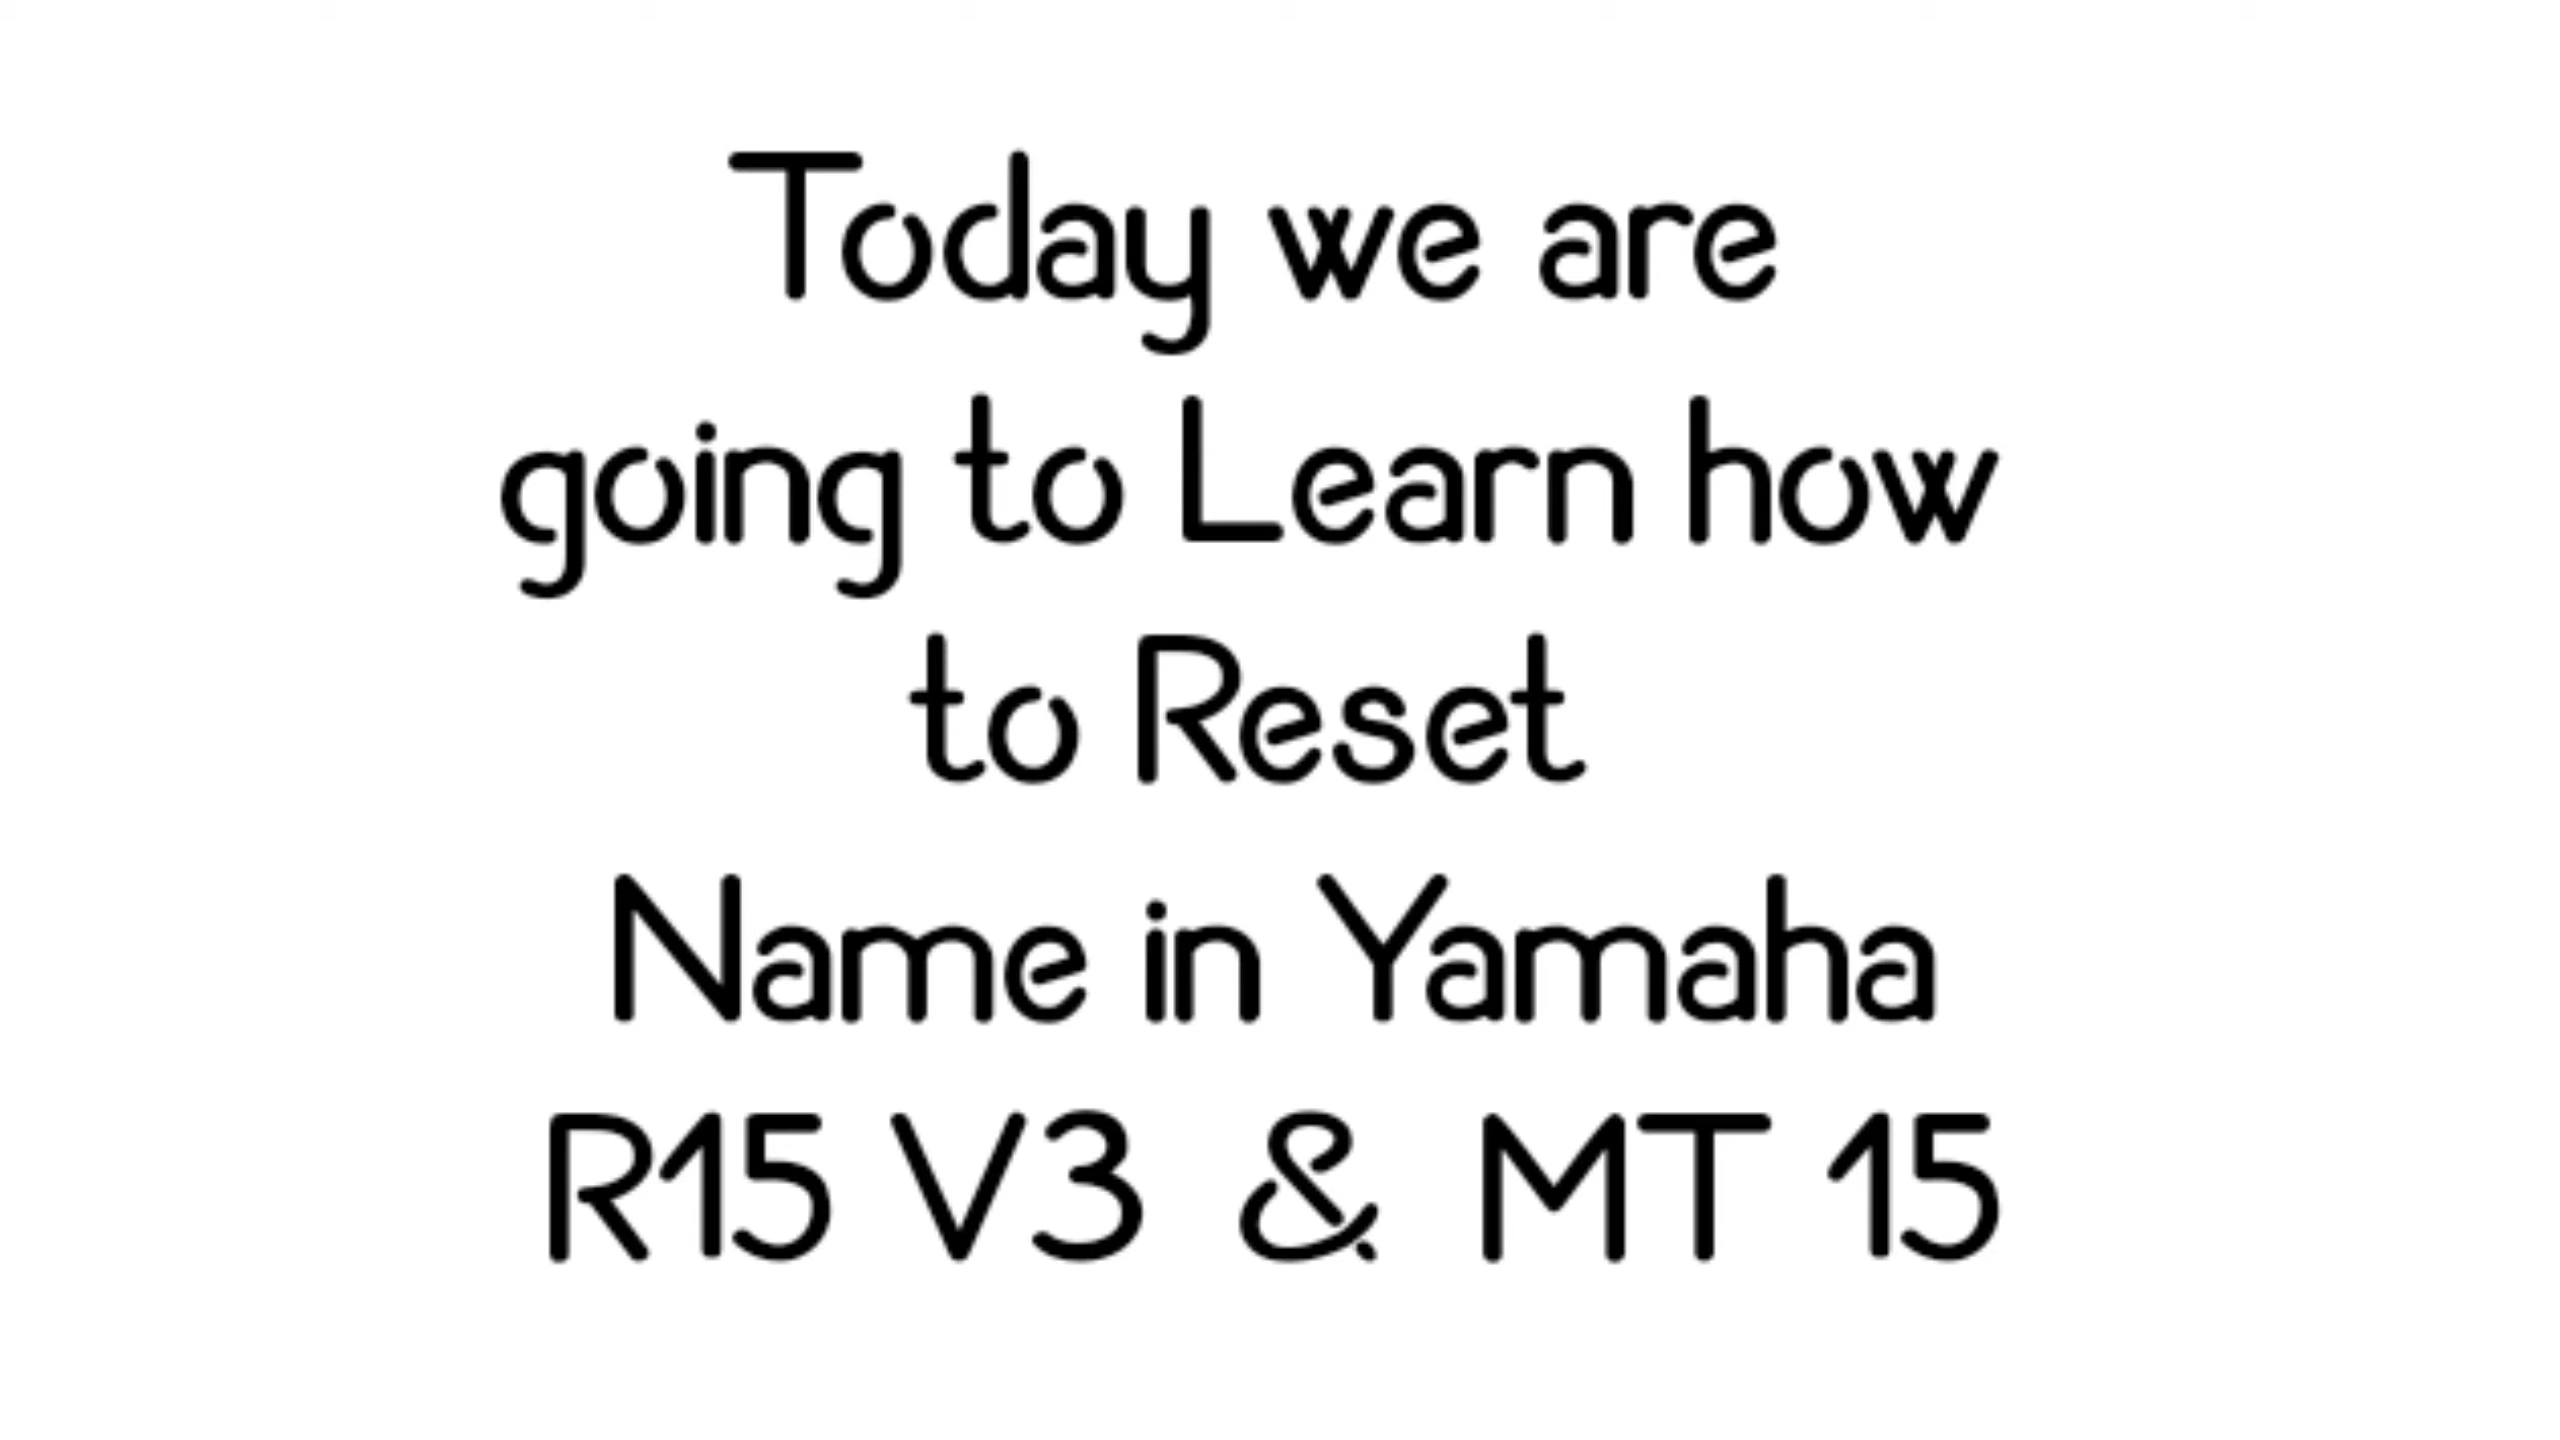 Today we are
going to Learn how
to Reset
Name in Yamaha
R15 V3 & MT 15